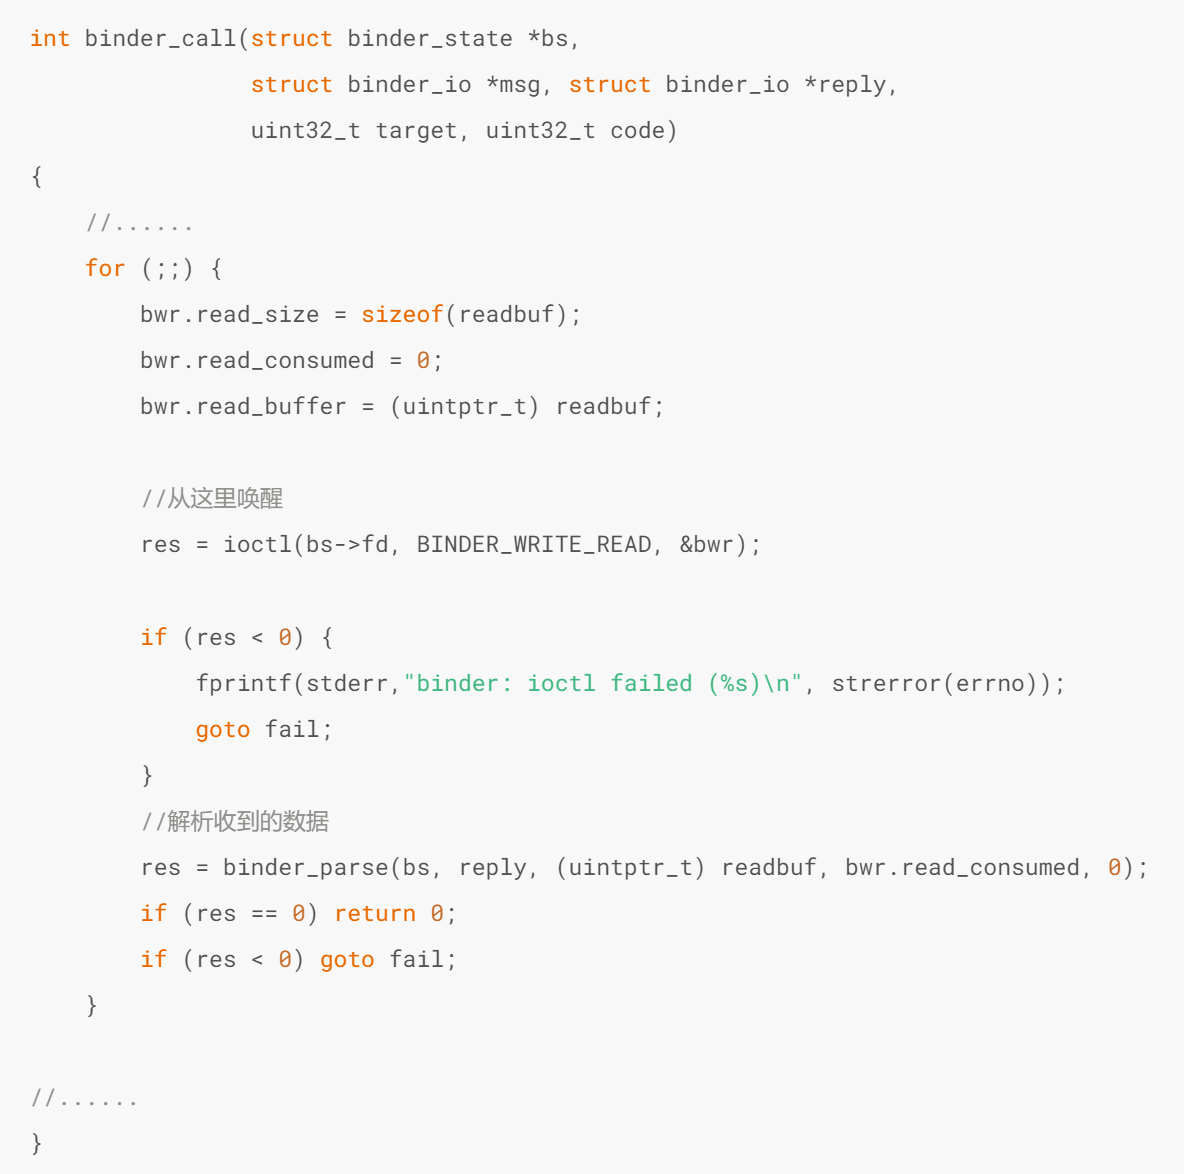 int binder_call(struct binder_state *bs,
                struct binder_io *msg, struct binder_io *reply,
                uint32_t target, uint32_t code)
{
    //......
    for (;;) {
        bwr.read_size = sizeof(readbuf);
        bwr.read_consumed = 0;
        bwr.read_buffer = (uintptr_t) readbuf;

        //从这里唤醒
        res = ioctl(bs->fd, BINDER_WRITE_READ, &bwr);

        if (res < 0) {
            fprintf(stderr,"binder: ioctl failed (%s)\n", strerror(errno));
            goto fail;
        }
        //解析收到的数据
        res = binder_parse(bs, reply, (uintptr_t) readbuf, bwr.read_consumed, 0);
        if (res == 0) return 0;
        if (res < 0) goto fail;
    }

//......
}